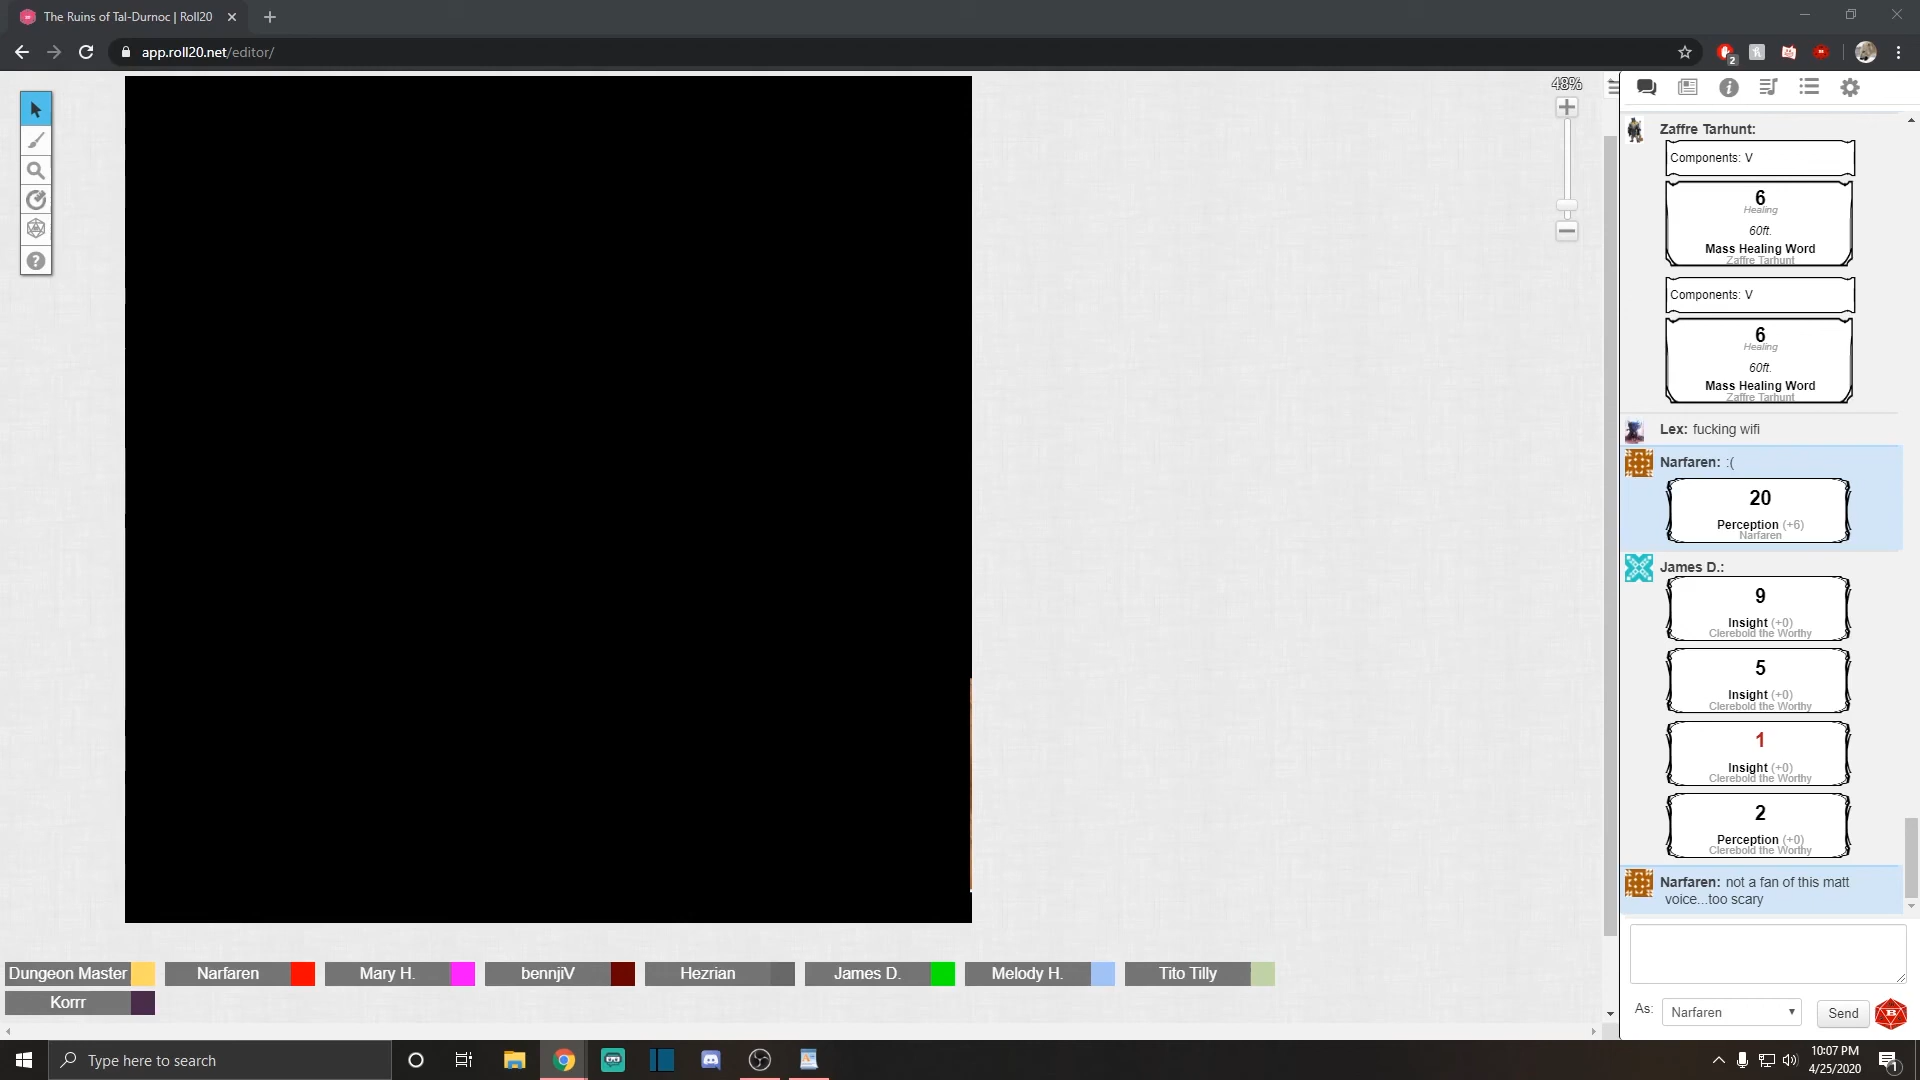 The Ruins of Tal-Durnoc | Roll20
app.roll20.net/editor/
2
48%
Zaffre Tarhunt:
Components: V
6
Healing
60ft.
Mass Healing Word
Zaffre Tarhunt
Components: V
6
Healing
60ft.
Mass Healing Word
Zaffre Tarhunt
Lex: fucking wifi
Narfaren: :(
20
Perception (+6)
Narfaren
James D.:
9
Insight (+0)
Clerebold the Worthy
5
Insight (+0)
Clerebold the Worthy
1
Insight (+0)
Clerebold the Worthy
2
Perception (+0)
Clerebold the Worthy
Narfaren: not a fan of this matt
voice...too scary
Dungeon Master Narfaren Mary H. bennjiV Hezrian James D. Melody H. Tito Tilly
Korrr
As: Narfaren Send
Type here to search
10:07 PM
4/25/2020
1